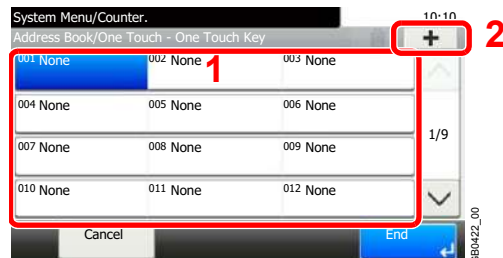 System Menu/Counter. 10:10
Address Book/One Touch - One Touch Key
+ 2
001 None 002 None 003 None
1
004 None 005 None 006 None
1/9
007 None 008 None 009 None
010 None 011 None 012 None
Cancel End